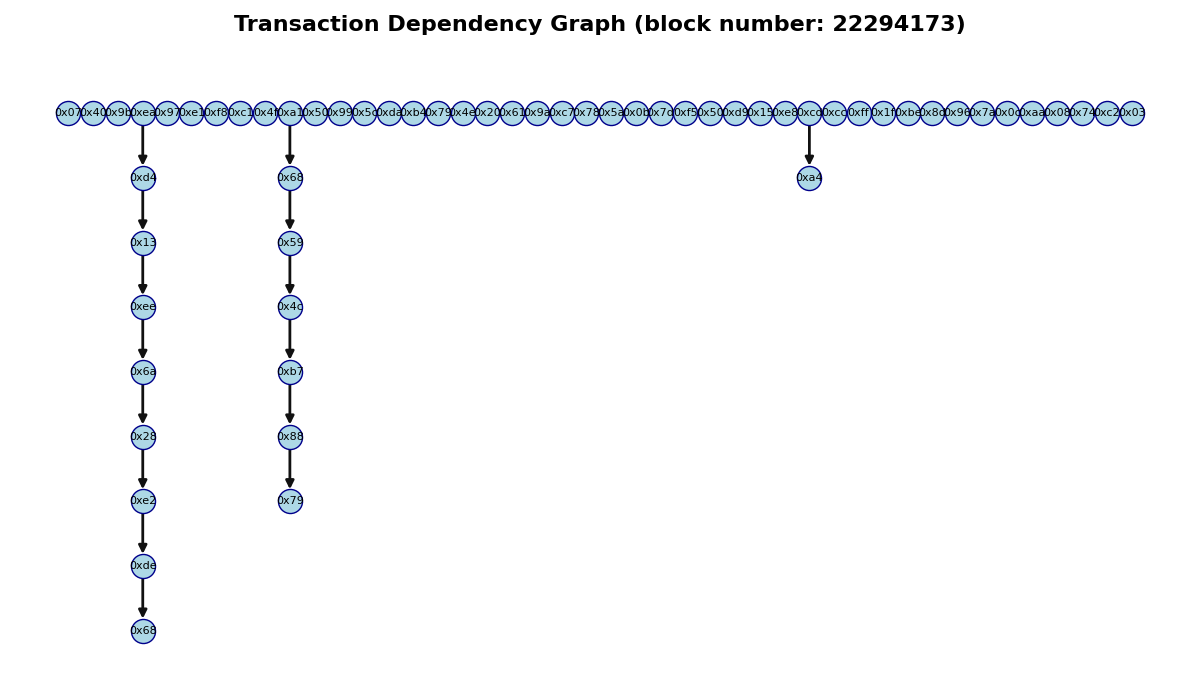 Transaction Dependency Graph (block number: 22294173)
0x07 0x40 0x9b 0xea 0x97 0xe1 0xf8 0xc1 0x4f 0xa1 0x50 0x99 0x5c 0xda 0xb4 0x79 0x4e 0x20 0x61 0x9a 0xc7 0x78 0x5a 0x0b 0x7d 0xf5 0x50 0xd9 0x15 0xe8 0xcd 0xcc 0xff 0x1f 0xbe 0x8d 0x96 0x7a 0x0d 0xaa 0x08 0x74 0xc2 0x03
0xd4 0x68 0xa4
0x13 0x59
0xee 0x4c
0x6a 0xb7
0x28 0x88
0xe2 0x79
0xde
0x68